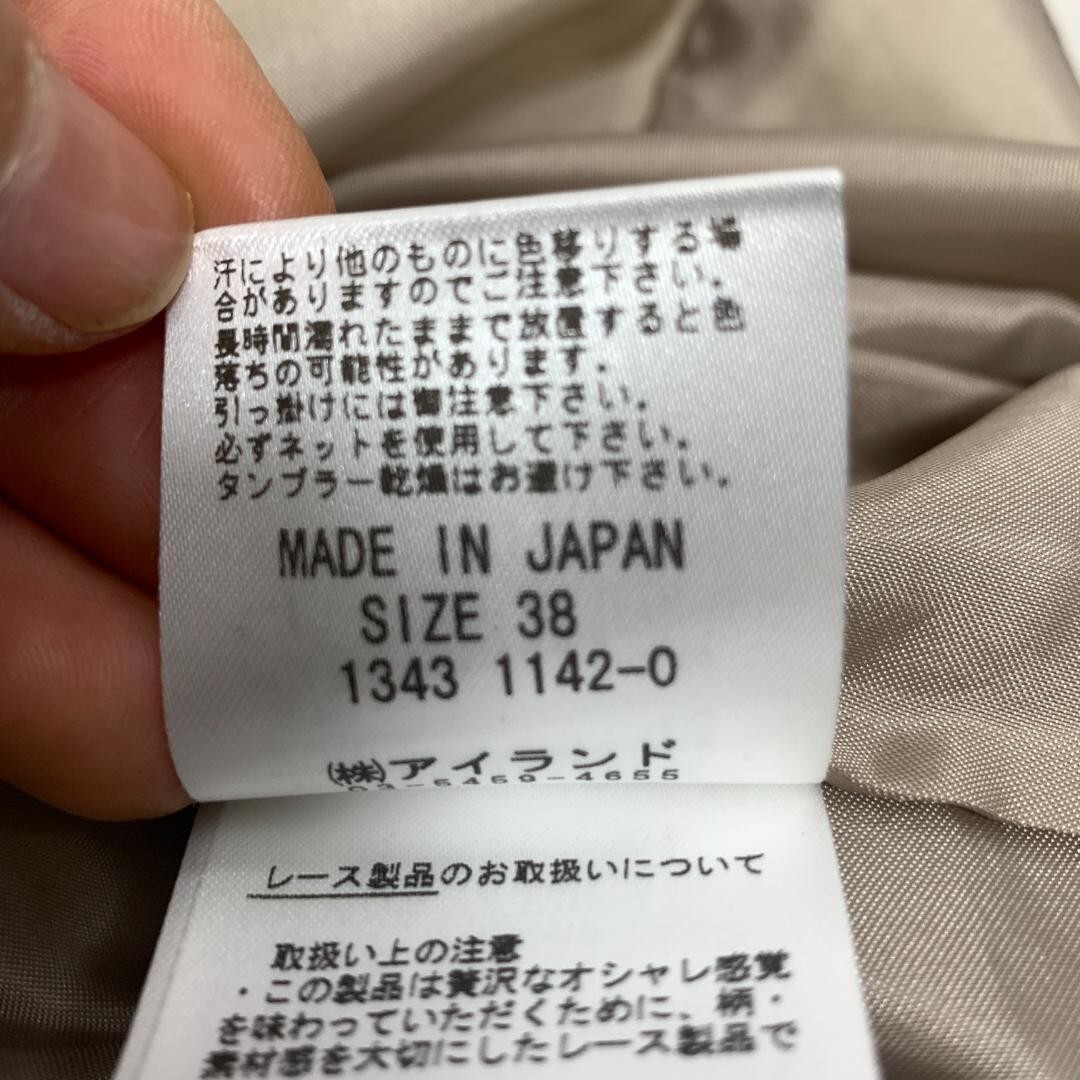 汗により他のものに色移りする場
合がありますのでご注意下さい。
長時間濡れたままで放置すると色
落ちの可能性があります。
引っ掛けには御注意下さい。
必ずネットを使用して下さい。
タンブラー乾燥はお避け下さい。
MADE IN JAPAN
SIZE 38
1343 1142-0
(株)アイランド
03-5459-4655
レース製品のお取扱いについて
取扱い上の注意
・この製品は贅沢なオシャレ感覚
を味わっていただくために、柄・
素材感を大切にしたレース製品で